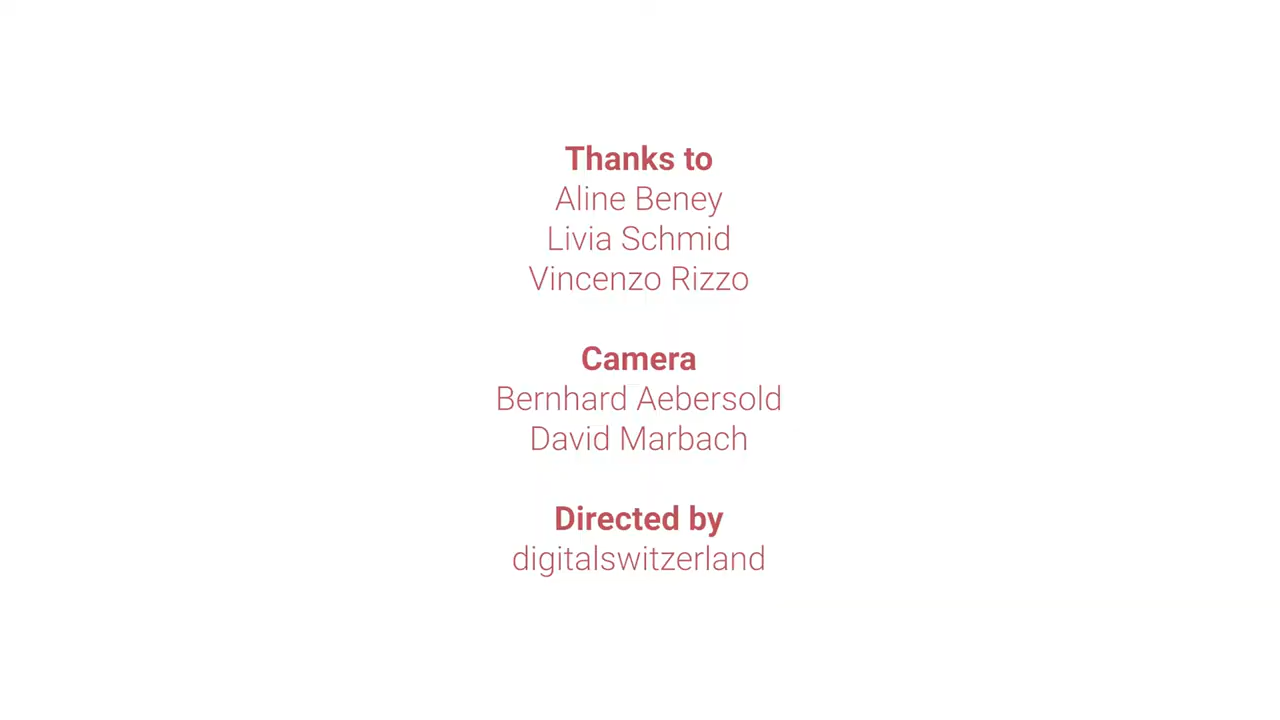 Thanks to
Aline Beney
Livia Schmid
Vincenzo Rizzo
Camera
Bernhard Aebersold
David Marbach
Directed by
digitalswitzerland